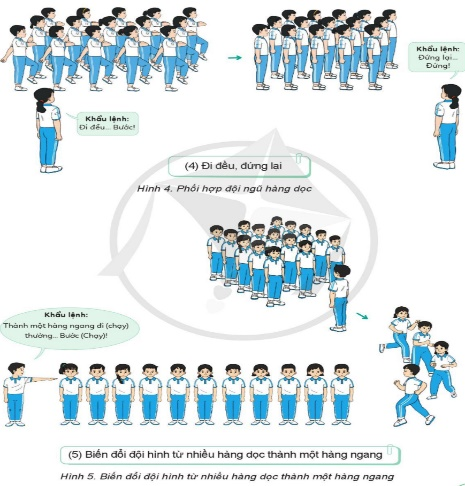 Khẩu lệnh:
Đứng lại...
Đứng!
Khẩu lệnh:
Đi đều... Bước!
(4) Đi đều, đứng lại
Hình 4. Phối hợp đội ngũ hàng dọc
Khẩu lệnh:
Thành một hàng ngang đi (chạy)
thường... Bước (Chạy)!
(5) Biến đổi đội hình từ nhiều hàng dọc thành một hàng ngang
Hình 5. Biến đổi đội hình từ nhiều hàng dọc thành một hàng ngang